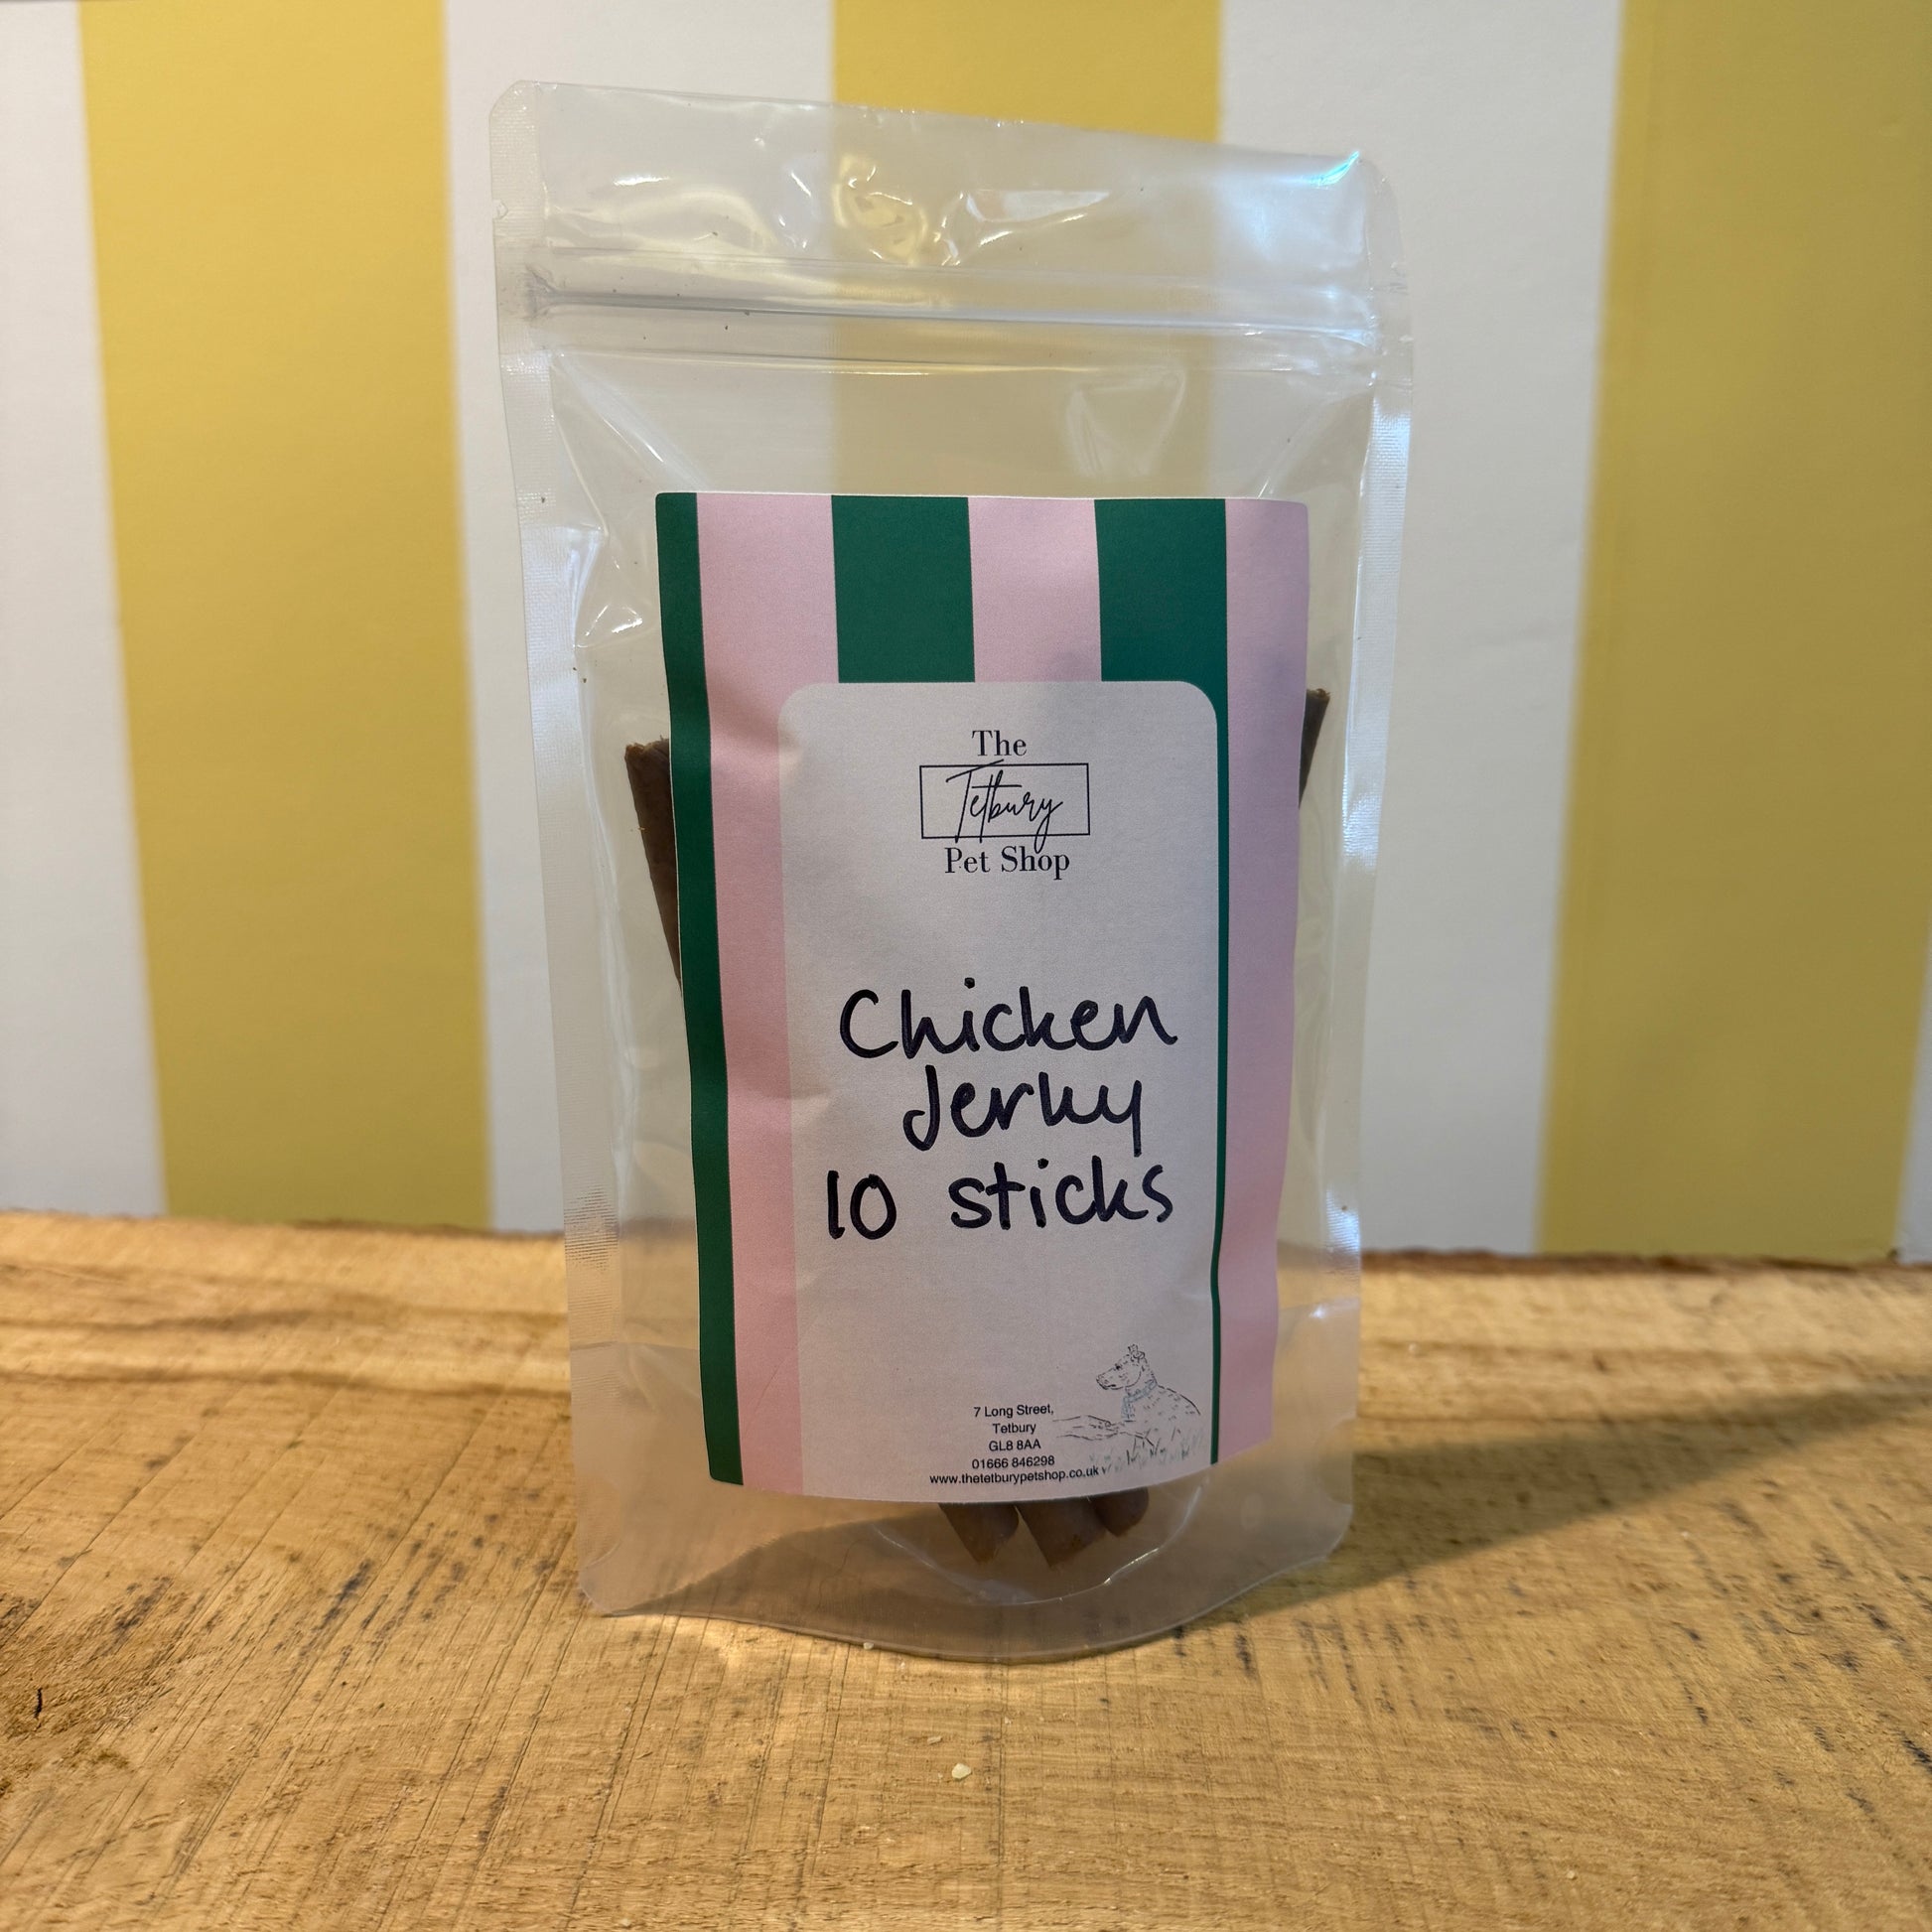 The
Tetbury
Pet Shop
Chicken
Jerky
10 sticks
7 Long Street,
Tetbury
GL8 8AA
01666 846298
www.thetetburypetshop.co.uk